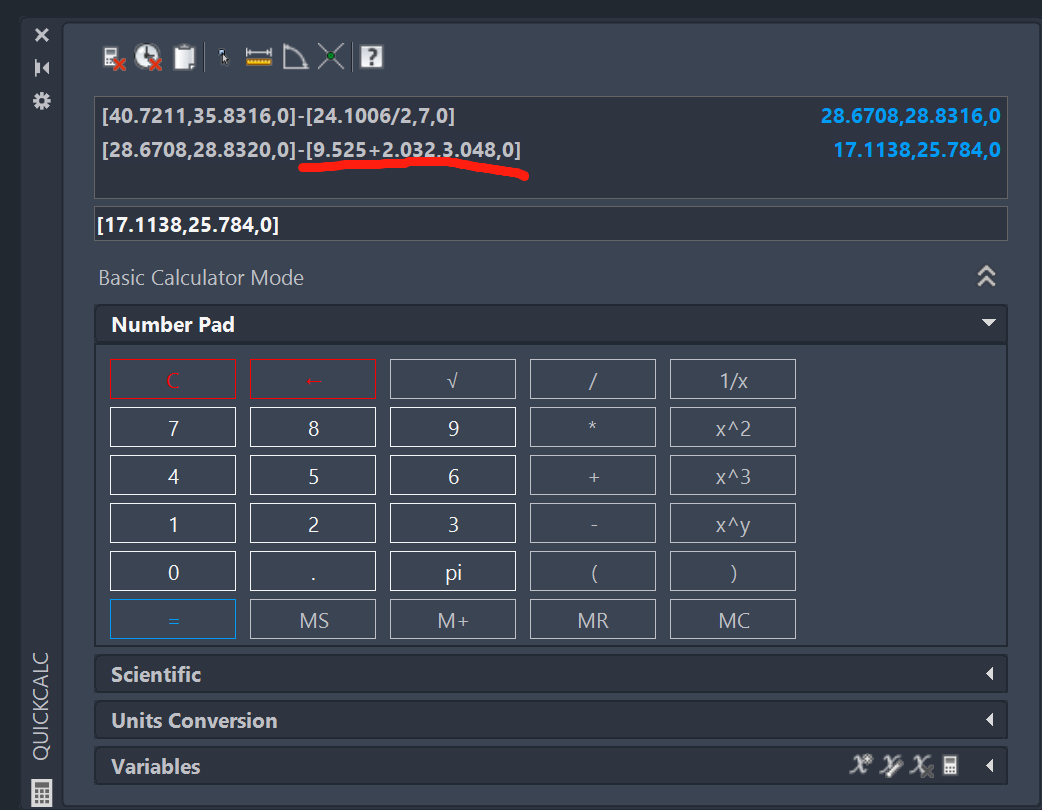 [40.7211,35.8316,0]-[24.1006/2,7,0] 28.6708,28.8316,0
[28.6708,28.8320,0]-[9.525+2.032,3.048,0] 17.1138,25.784,0
[17.1138,25.784,0]
Basic Calculator Mode
Number Pad
C ← √ / 1/x
7 8 9 * x^2
4 5 6 + x^3
1 2 3 - x^y
0 . pi ( )
= MS M+ MR MC
Scientific
Units Conversion
Variables
QUICKCALC